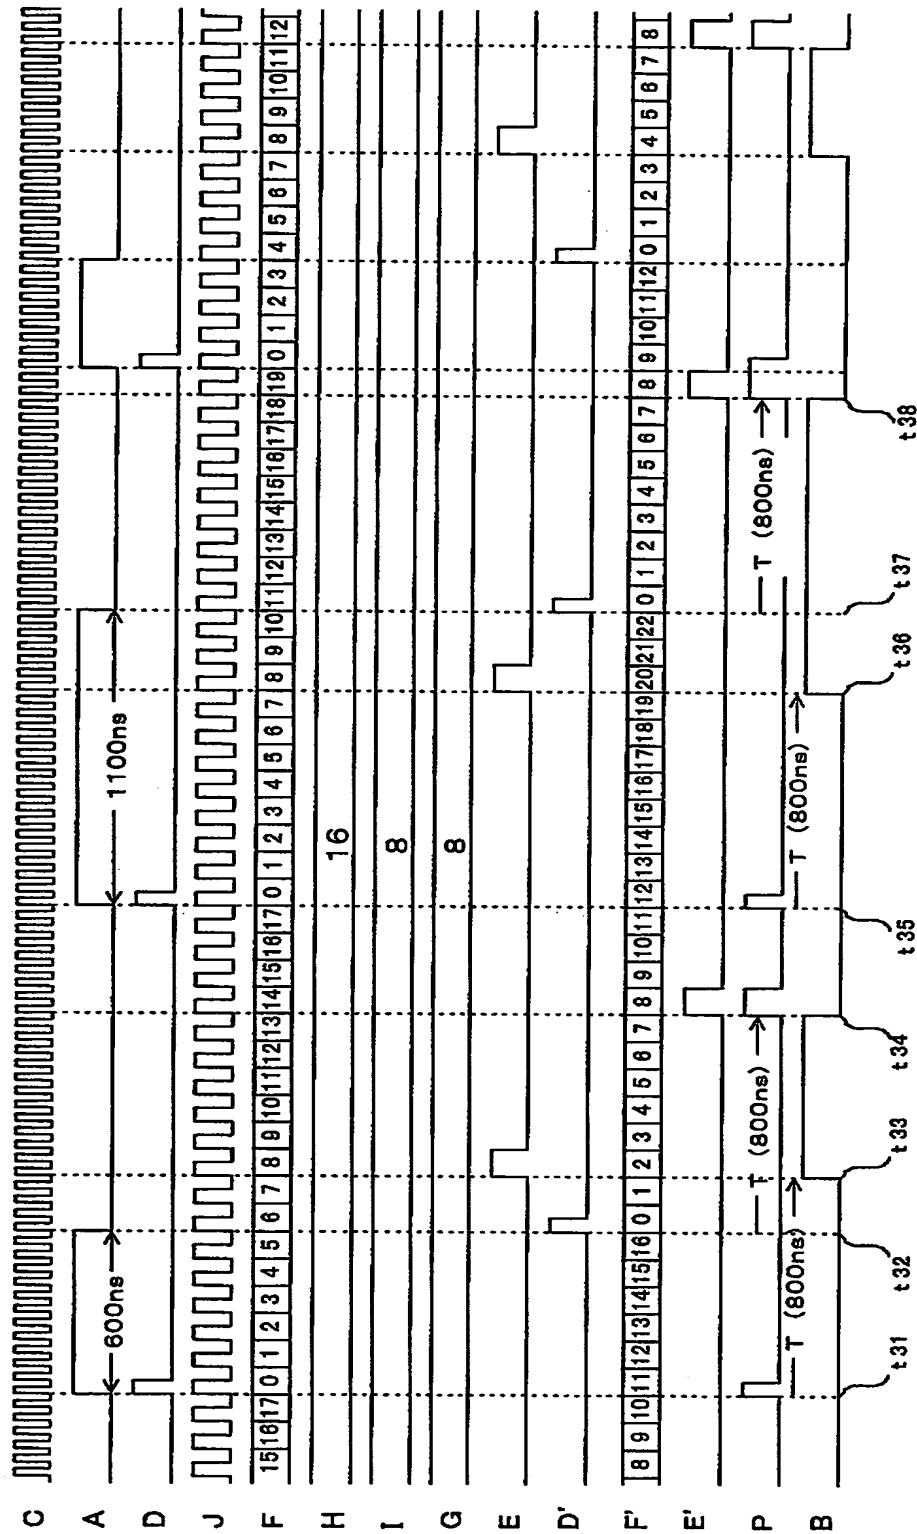 C
A 600ns 1100ns
D
J
F 15 16 17 0 1 2 3 4 5 6 7 8 9 10 11 12 13 14 15 16 17 0 1 2 3 4 5 6 7 8 9 10 11 12 13 14 15 16 17 18 19 0 1 2 3 4 5 6 7 8 9 10 11 12
H 16
I 8
G 8
E
D'
F' 8 9 10 11 12 13 14 15 16 0 1 2 3 4 5 6 7 8 9 10 11 12 13 14 15 16 17 18 19 20 21 22 0 1 2 3 4 5 6 7 8 9 10 11 12 0 1 2 3 4 5 6 7 8
E'
P T (800ns) T (800ns)
B T (800ns) T (800ns)
t31 t32 t33 t34 t35 t36 t37 t38